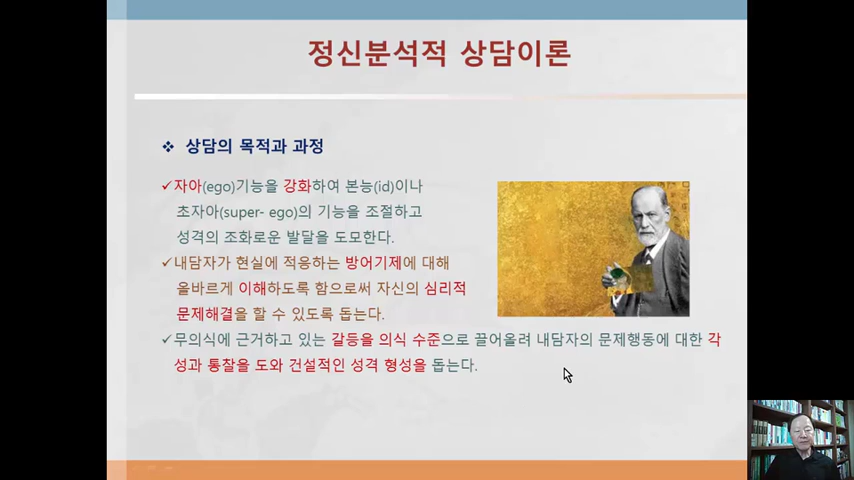 정신분석적 상담이론
❖ 상담의 목적과 과정
✓자아(ego)기능을 강화하여 본능(id)이나
초자아(super- ego)의 기능을 조절하고
성격의 조화로운 발달을 도모한다.
✓내담자가 현실에 적응하는 방어기제에 대해
올바르게 이해하도록 함으로써 자신의 심리적
문제해결을 할 수 있도록 돕는다.
✓무의식에 근거하고 있는 갈등을 의식 수준으로 끌어올려 내담자의 문제행동에 대한 각
성과 통찰을 도와 건설적인 성격 형성을 돕는다.